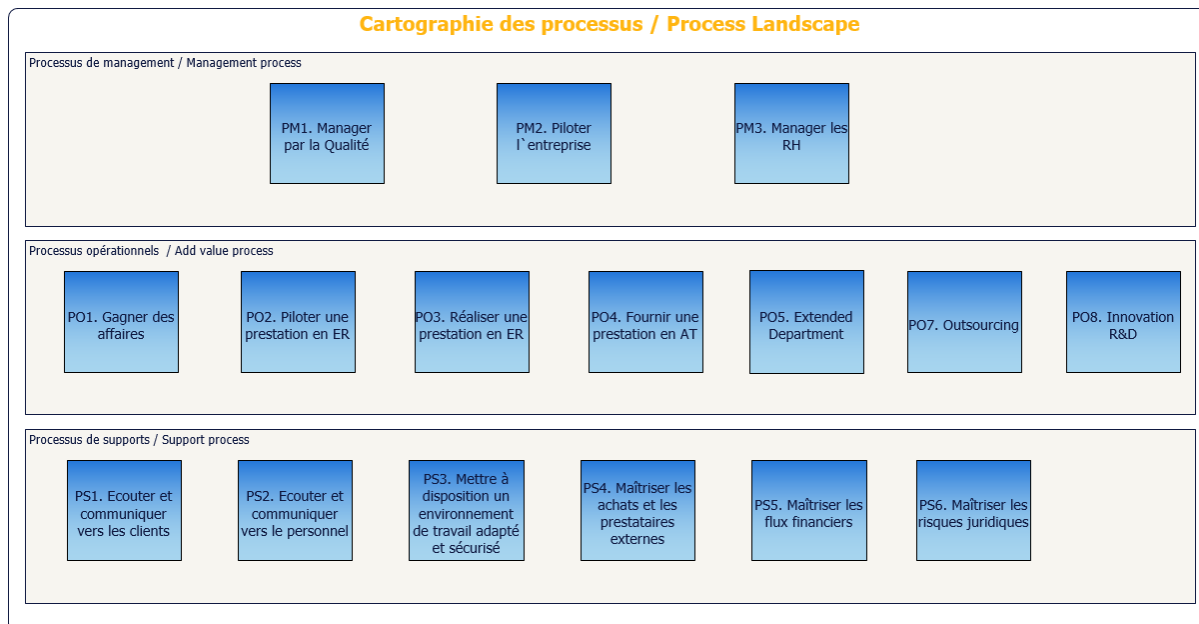 Cartographie des processus / Process Landscape
Processus de management / Management process
PM1. Manager
par la Qualité
PM2. Piloter
l`entreprise
PM3. Manager les
RH
Processus opérationnels / Add value process
PO1. Gagner des
affaires
PO2. Piloter une
prestation en ER
PO3. Réaliser une
prestation en ER
PO4. Fournir une
prestation en AT
PO5. Extended
Department
PO7. Outsourcing
PO8. Innovation
R&D
Processus de supports / Support process
PS1. Ecouter et
communiquer
vers les clients
PS2. Ecouter et
communiquer
vers le personnel
PS3. Mettre à
disposition un
environnement
de travail adapté
et sécurisé
PS4. Maîtriser les
achats et les
prestataires
externes
PS5. Maîtriser les
flux financiers
PS6. Maîtriser les
risques juridiques